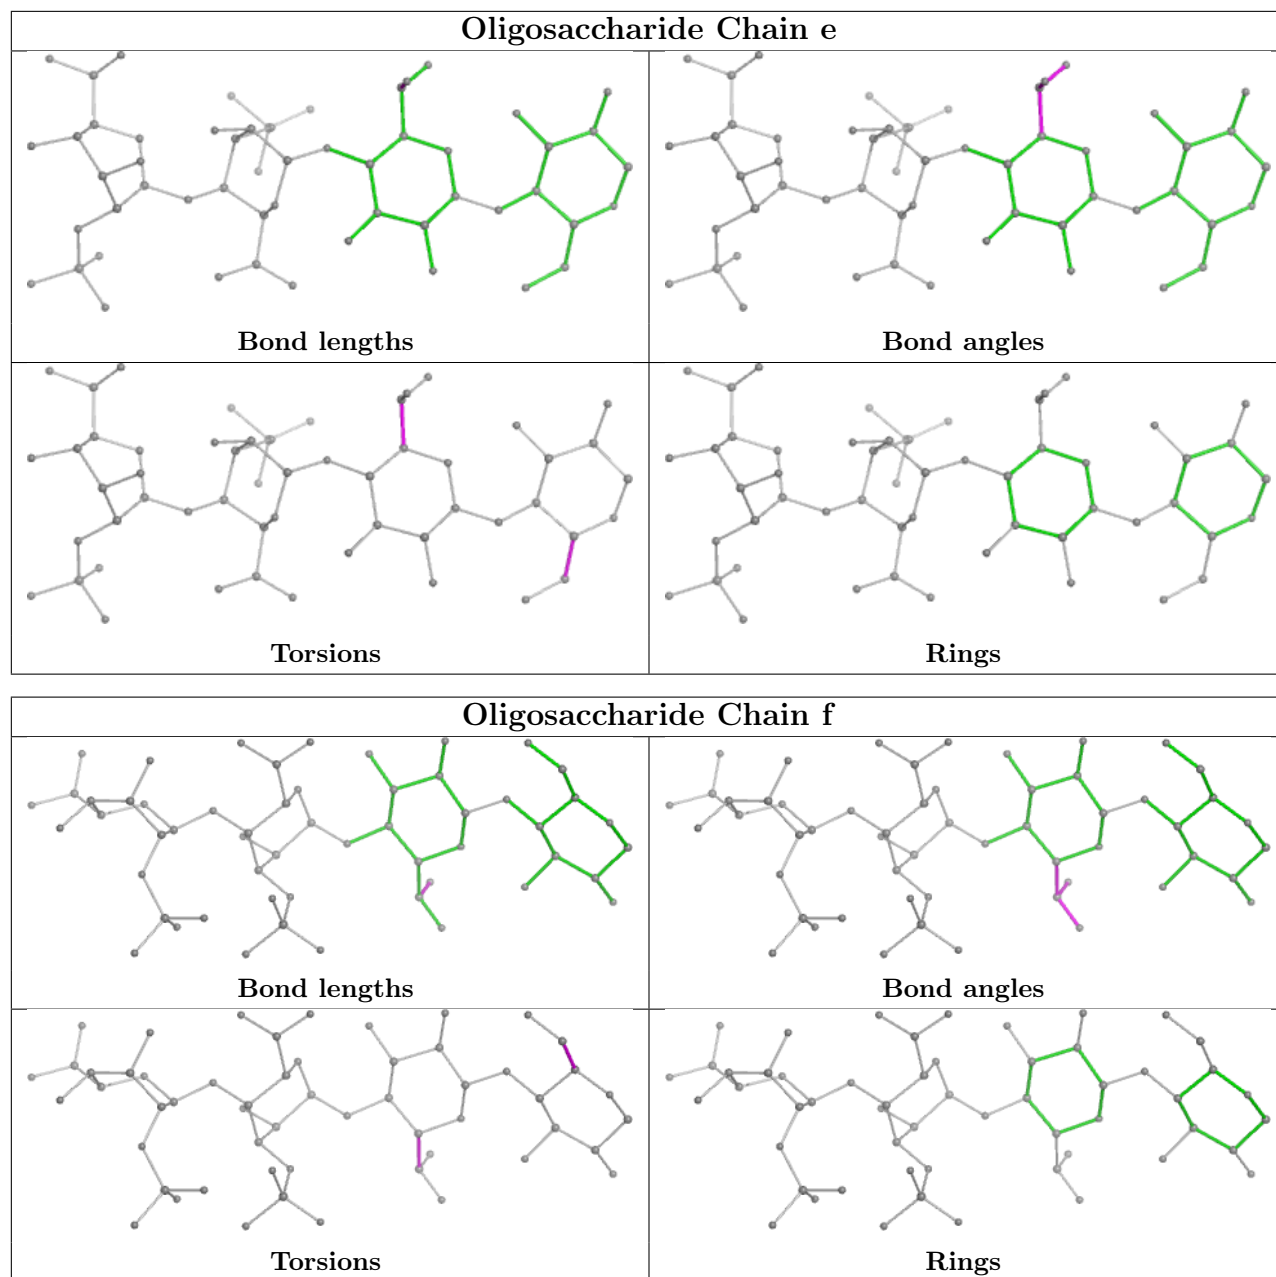 Oligosaccharide Chain e
Bond lengths
Bond angles
Torsions
Rings
Oligosaccharide Chain f
Bond lengths
Bond angles
Torsions
Rings